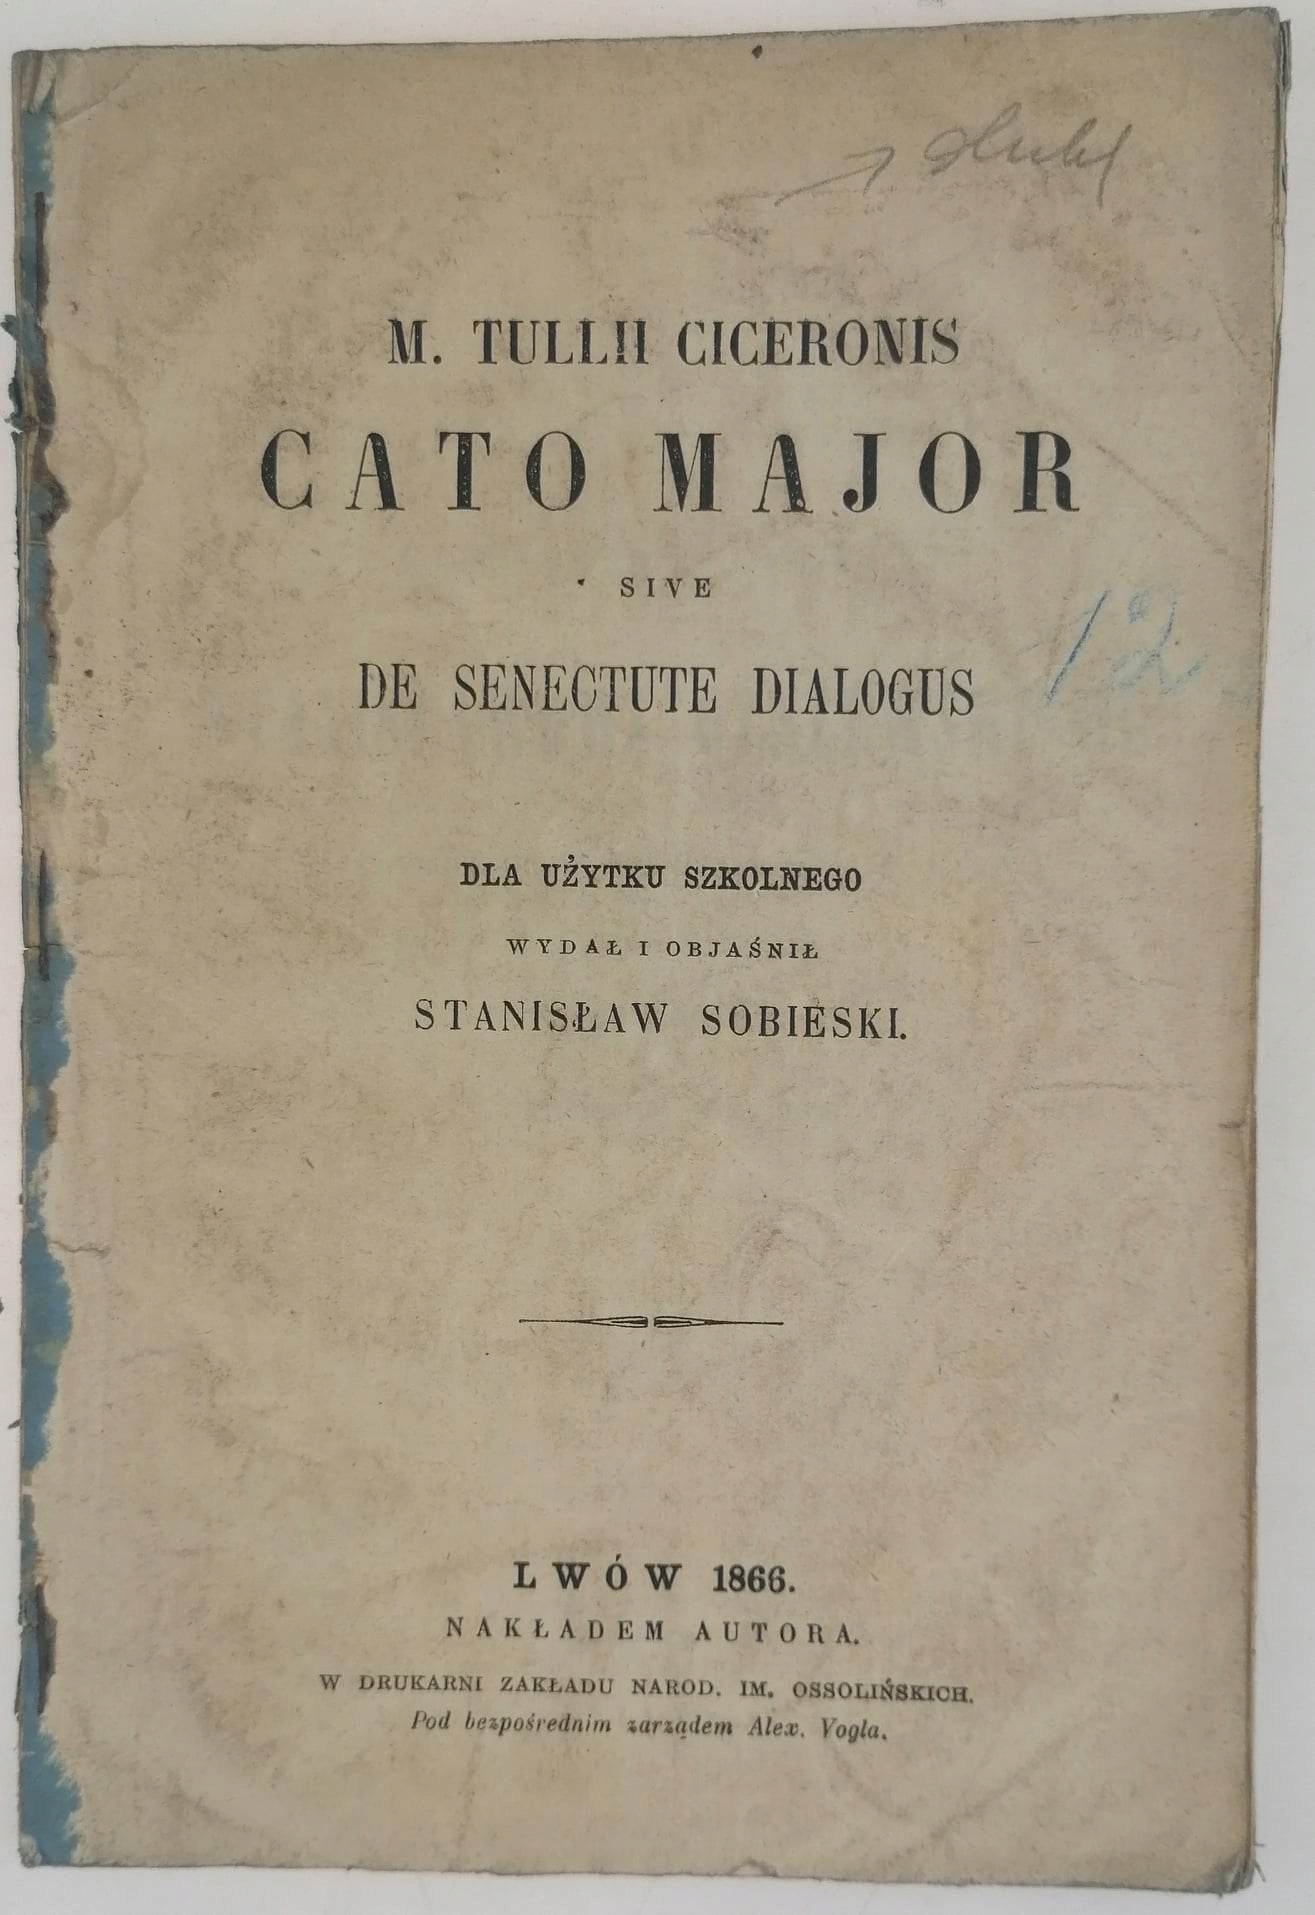 M. TULLII CICERONIS
CATO MAJOR
SIVE
12
DE SENECTUTE DIALOGUS
DLA UŻYTKU SZKOLNEGO
WYDAŁ I OBJAŚNIŁ
STANISŁAW SOBIESKI.
LWÓW 1866.
NAKŁADEM AUTORA.
W DRUKARNI ZAKŁADU NAROD. IM. OSSOLIŃSKICH.
Pod bezpośrednim zarządem Alex. Vogla.